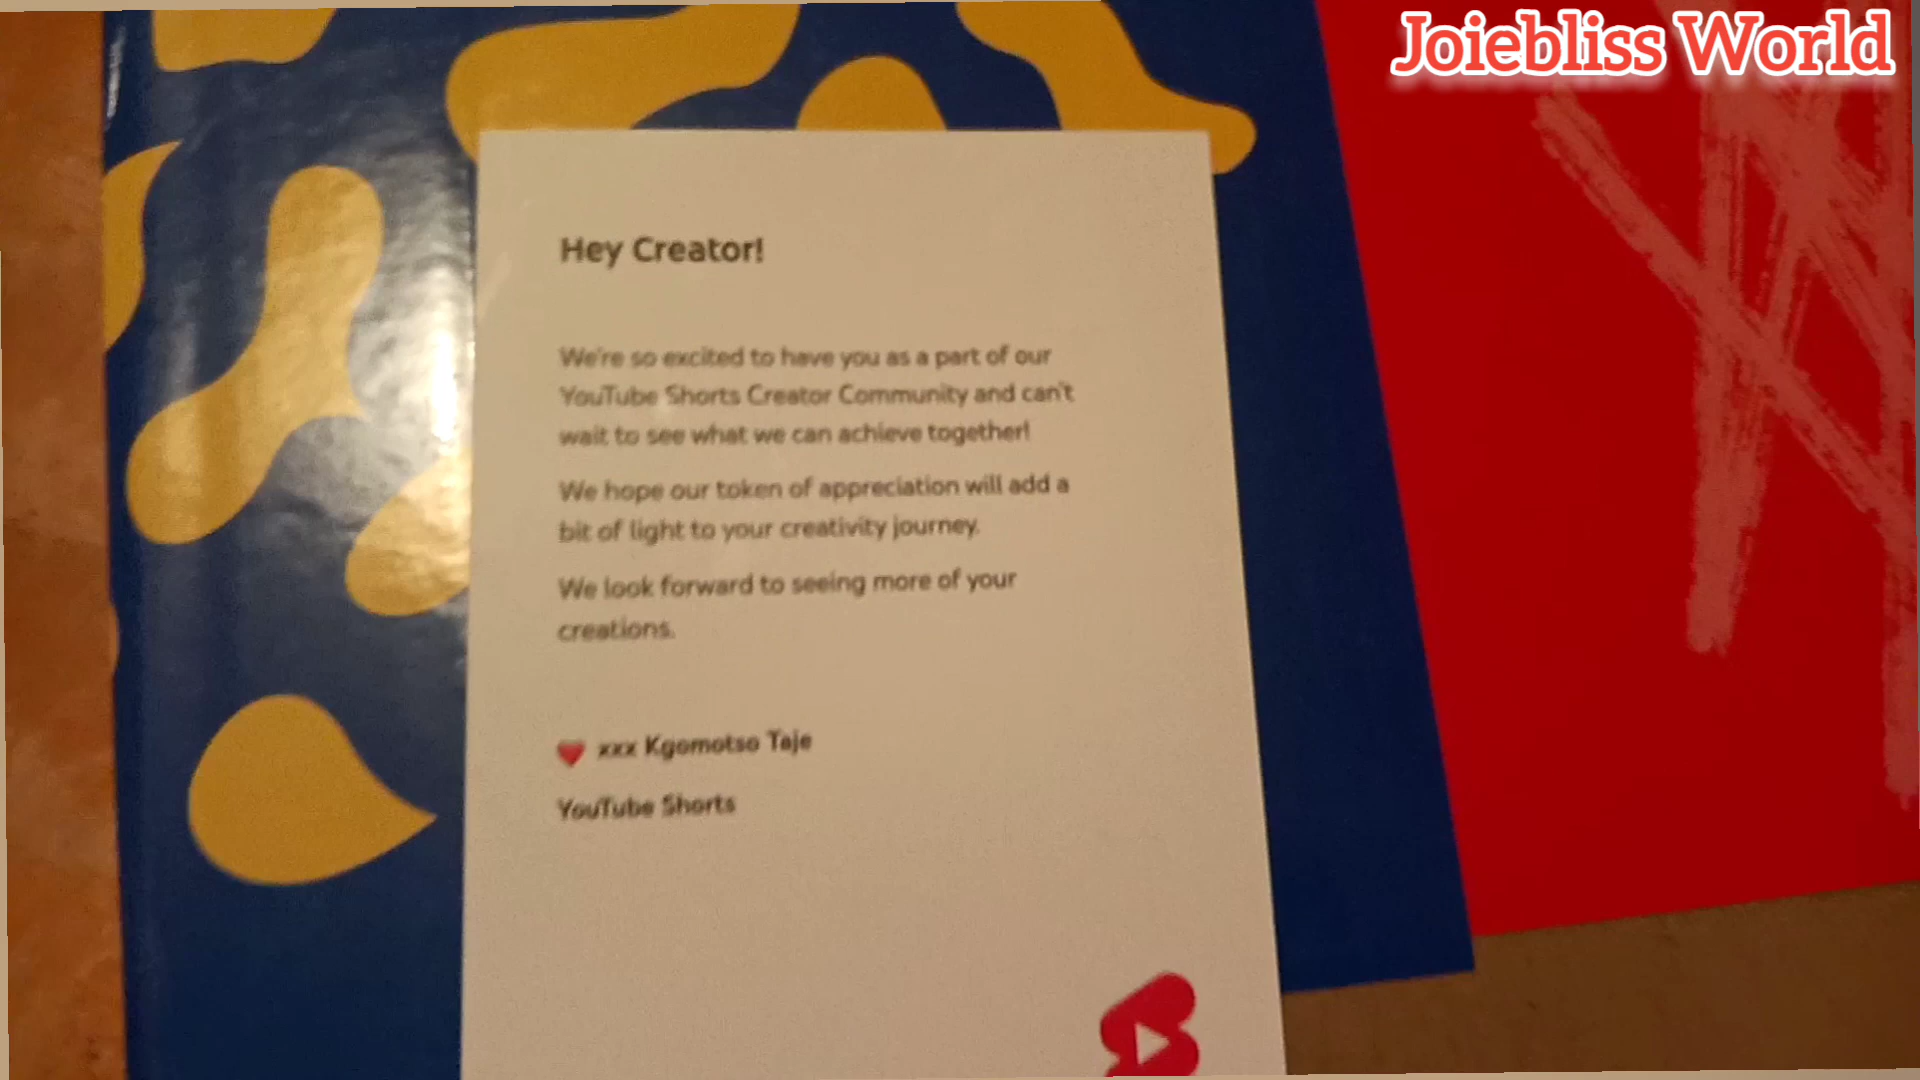 Joiebliss World
Hey Creator!
We're so excited to have you as a part of our
YouTube Shorts Creator Community and can't
wait to see what we can achieve together!
We hope our token of appreciation will add a
bit of light to your creativity journey.
We look forward to seeing more of your
creations.
❤ xxx Kgomotso Taje
YouTube Shorts